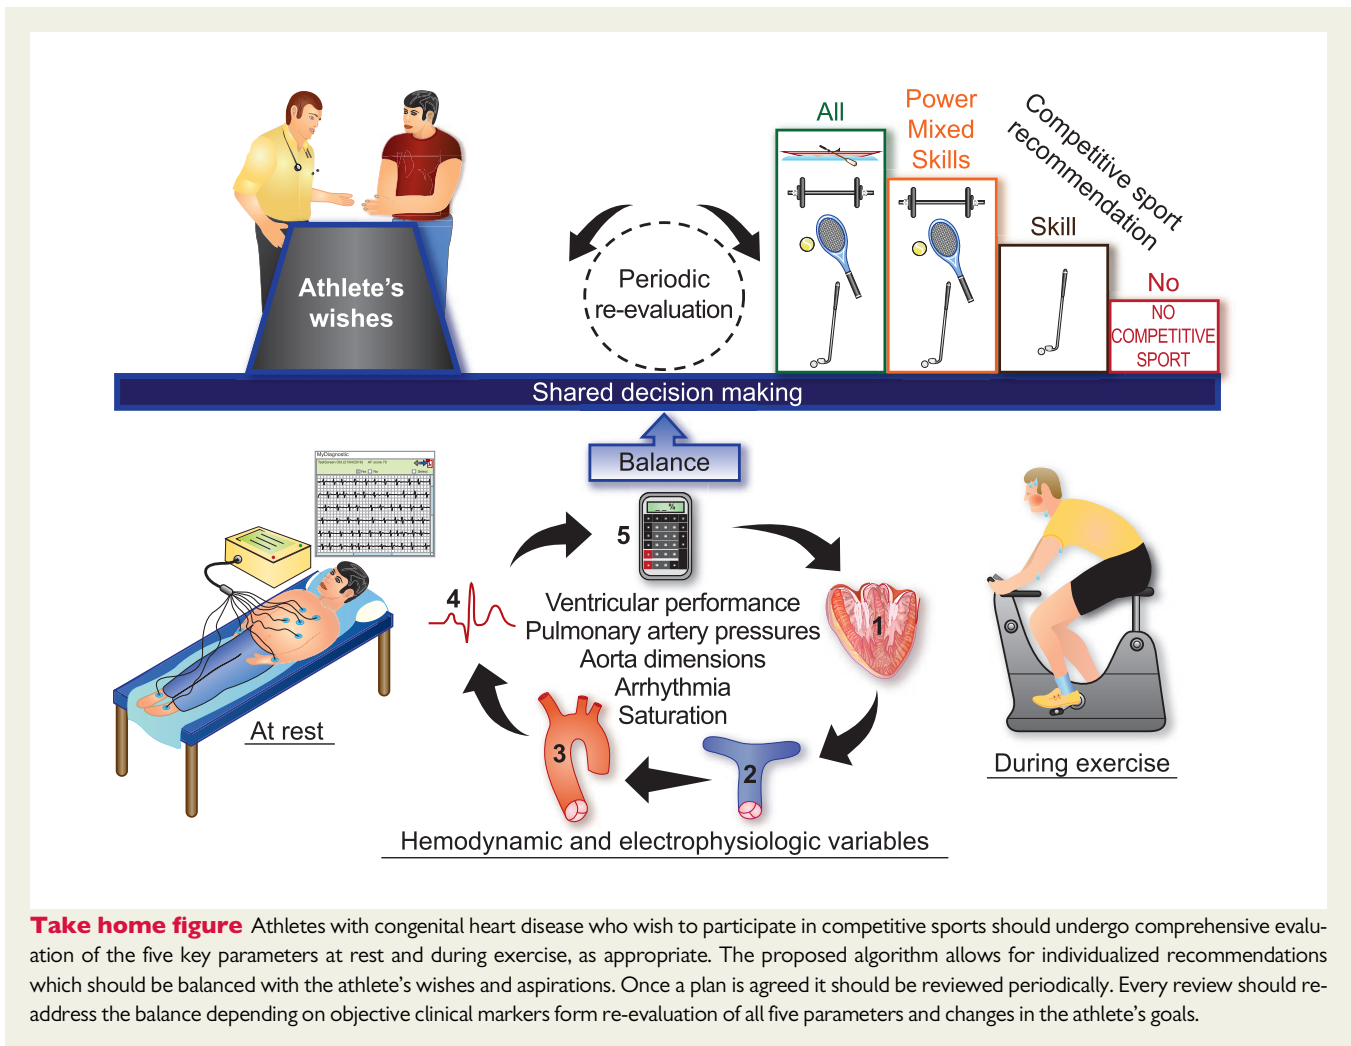 All
Power
Mixed
Skills
Competitive sport
recommendation
Skill
No
NO
COMPETITIVE
SPORT
Athlete's
wishes
Periodic
re-evaluation
Shared decision making
Balance
MyDiagnostic
5
4
1
Ventricular performance
Pulmonary artery pressures
Aorta dimensions
Arrhythmia
Saturation
3
2
At rest
During exercise
Hemodynamic and electrophysiologic variables
Take home figure Athletes with congenital heart disease who wish to participate in competitive sports should undergo comprehensive evalu-
ation of the five key parameters at rest and during exercise, as appropriate. The proposed algorithm allows for individualized recommendations
which should be balanced with the athlete's wishes and aspirations. Once a plan is agreed it should be reviewed periodically. Every review should re-
address the balance depending on objective clinical markers form re-evaluation of all five parameters and changes in the athlete's goals.